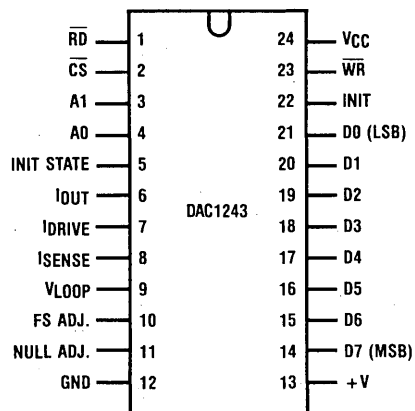 RD 1 24 VCC
CS 2 23 WR
A1 3 22 INIT
A0 4 21 D0 (LSB)
INIT STATE 5 20 D1
IOUT 6 19 D2
DAC1243
IDRIVE 7 18 D3
ISENSE 8 17 D4
VLOOP 9 16 D5
FS ADJ. 10 15 D6
NULL ADJ. 11 14 D7 (MSB)
GND 12 13 +V